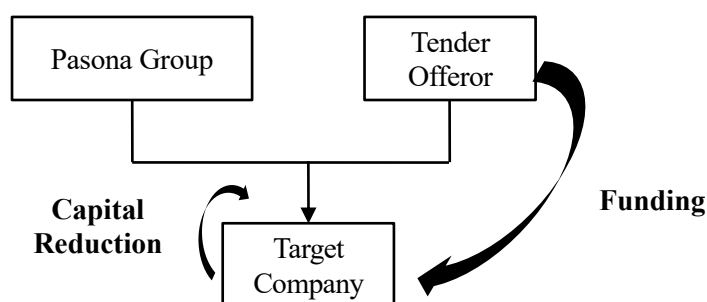 Pasona Group
Tender
Offeror
Capital
Reduction
Funding
Target
Company